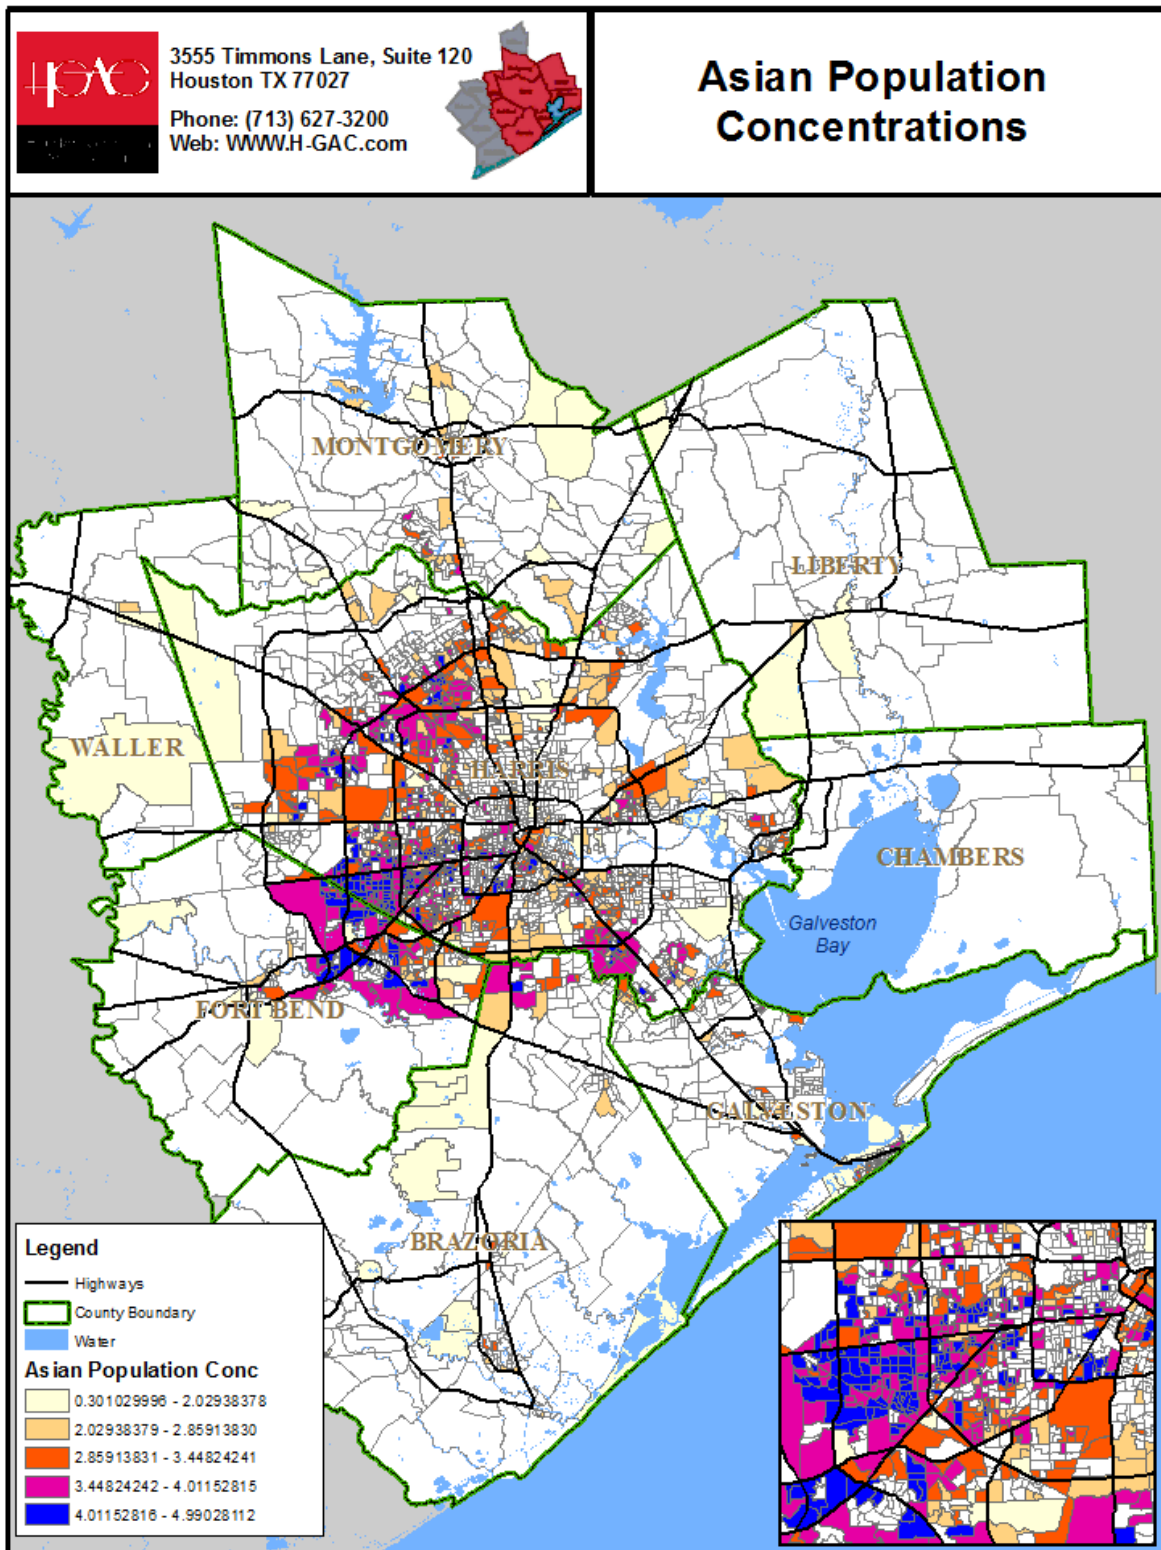 HGAC
3555 Timmons Lane, Suite 120
Houston TX 77027
Phone: (713) 627-3200
Web: WWW.H-GAC.com
Asian Population
Concentrations
MONTGOMERY
LIBERTY
WALLER
HARRIS
CHAMBERS
Galveston
Bay
FORT BEND
GALVESTON
BRAZORIA
Legend
Highways
County Boundary
Water
Asian Population Conc
0.301029996 - 2.02938378
2.02938379 - 2.85913830
2.85913831 - 3.44824241
3.44824242 - 4.01152815
4.01152816 - 4.99028112